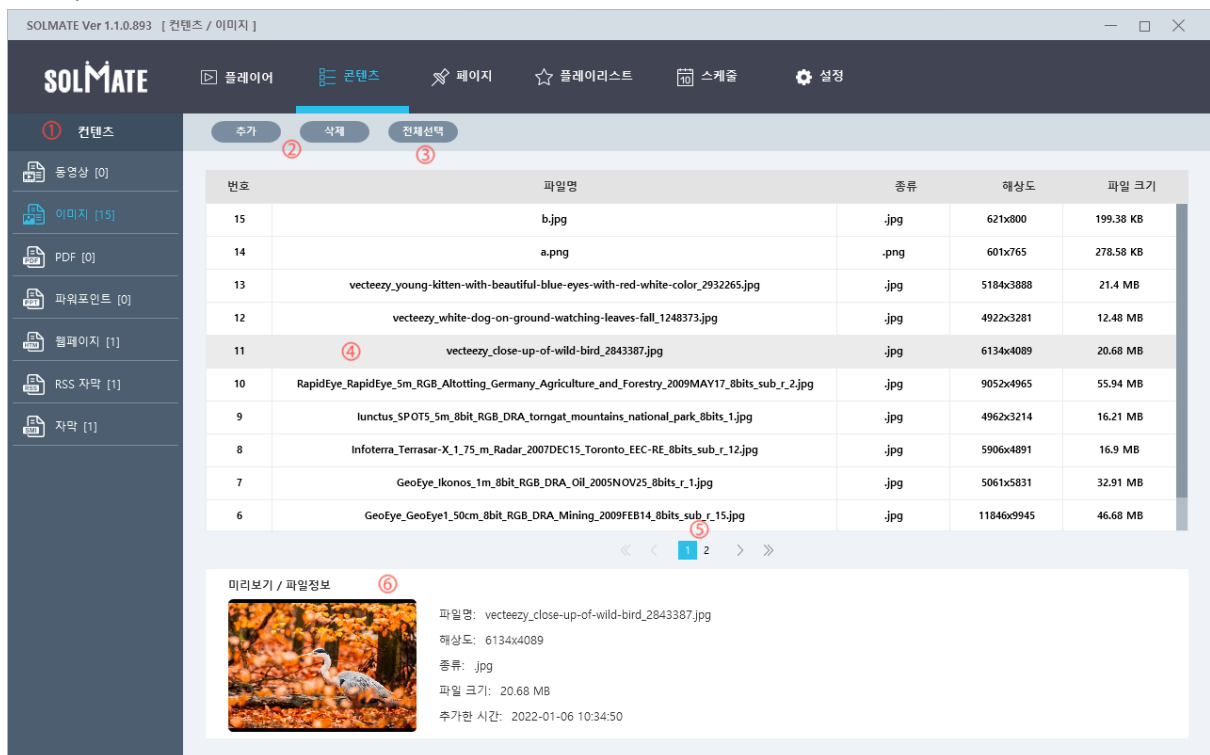 SOLMATE Ver 1.1.0.893 [ 컨텐츠 / 이미지 ]
SOLMATE
플레이어 콘텐츠 페이지 플레이리스트 10 스케줄 설정
① 컨텐츠
추가 ② 삭제 전체선택 ③
동영상 [0]
이미지 [15]
PDF PDF [0]
PPT 파워포인트 [0]
HTM 웹페이지 [1]
RSS RSS 자막 [1]
SMI 자막 [1]
번호 파일명 종류 해상도 파일 크기
15 b.jpg .jpg 621x800 199.38 KB
14 a.png .png 601x765 278.58 KB
13 vecteezy_young-kitten-with-beautiful-blue-eyes-with-red-white-color_2932265.jpg .jpg 5184x3888 21.4 MB
12 vecteezy_white-dog-on-ground-watching-leaves-fall_1248373.jpg .jpg 4922x3281 12.48 MB
11 ④ vecteezy_close-up-of-wild-bird_2843387.jpg .jpg 6134x4089 20.68 MB
10 RapidEye_RapidEye_5m_RGB_Altotting_Germany_Agriculture_and_Forestry_2009MAY17_8bits_sub_r_2.jpg .jpg 9052x4965 55.94 MB
9 Iunctus_SPOT5_5m_8bit_RGB_DRA_torngat_mountains_national_park_8bits_1.jpg .jpg 4962x3214 16.21 MB
8 Infoterra_Terrasar-X_1_75_m_Radar_2007DEC15_Toronto_EEC-RE_8bits_sub_r_12.jpg .jpg 5906x4891 16.9 MB
7 GeoEye_Ikonos_1m_8bit_RGB_DRA_Oil_2005NOV25_8bits_r_1.jpg .jpg 5061x5831 32.91 MB
6 GeoEye_GeoEye1_50cm_8bit_RGB_DRA_Mining_2009FEB14_8bits_sub_r_15.jpg .jpg 11846x9945 46.68 MB
⑤
1 2
미리보기 / 파일정보 ⑥
파일명: vecteezy_close-up-of-wild-bird_2843387.jpg
해상도: 6134x4089
종류: .jpg
파일 크기: 20.68 MB
추가한 시간: 2022-01-06 10:34:50